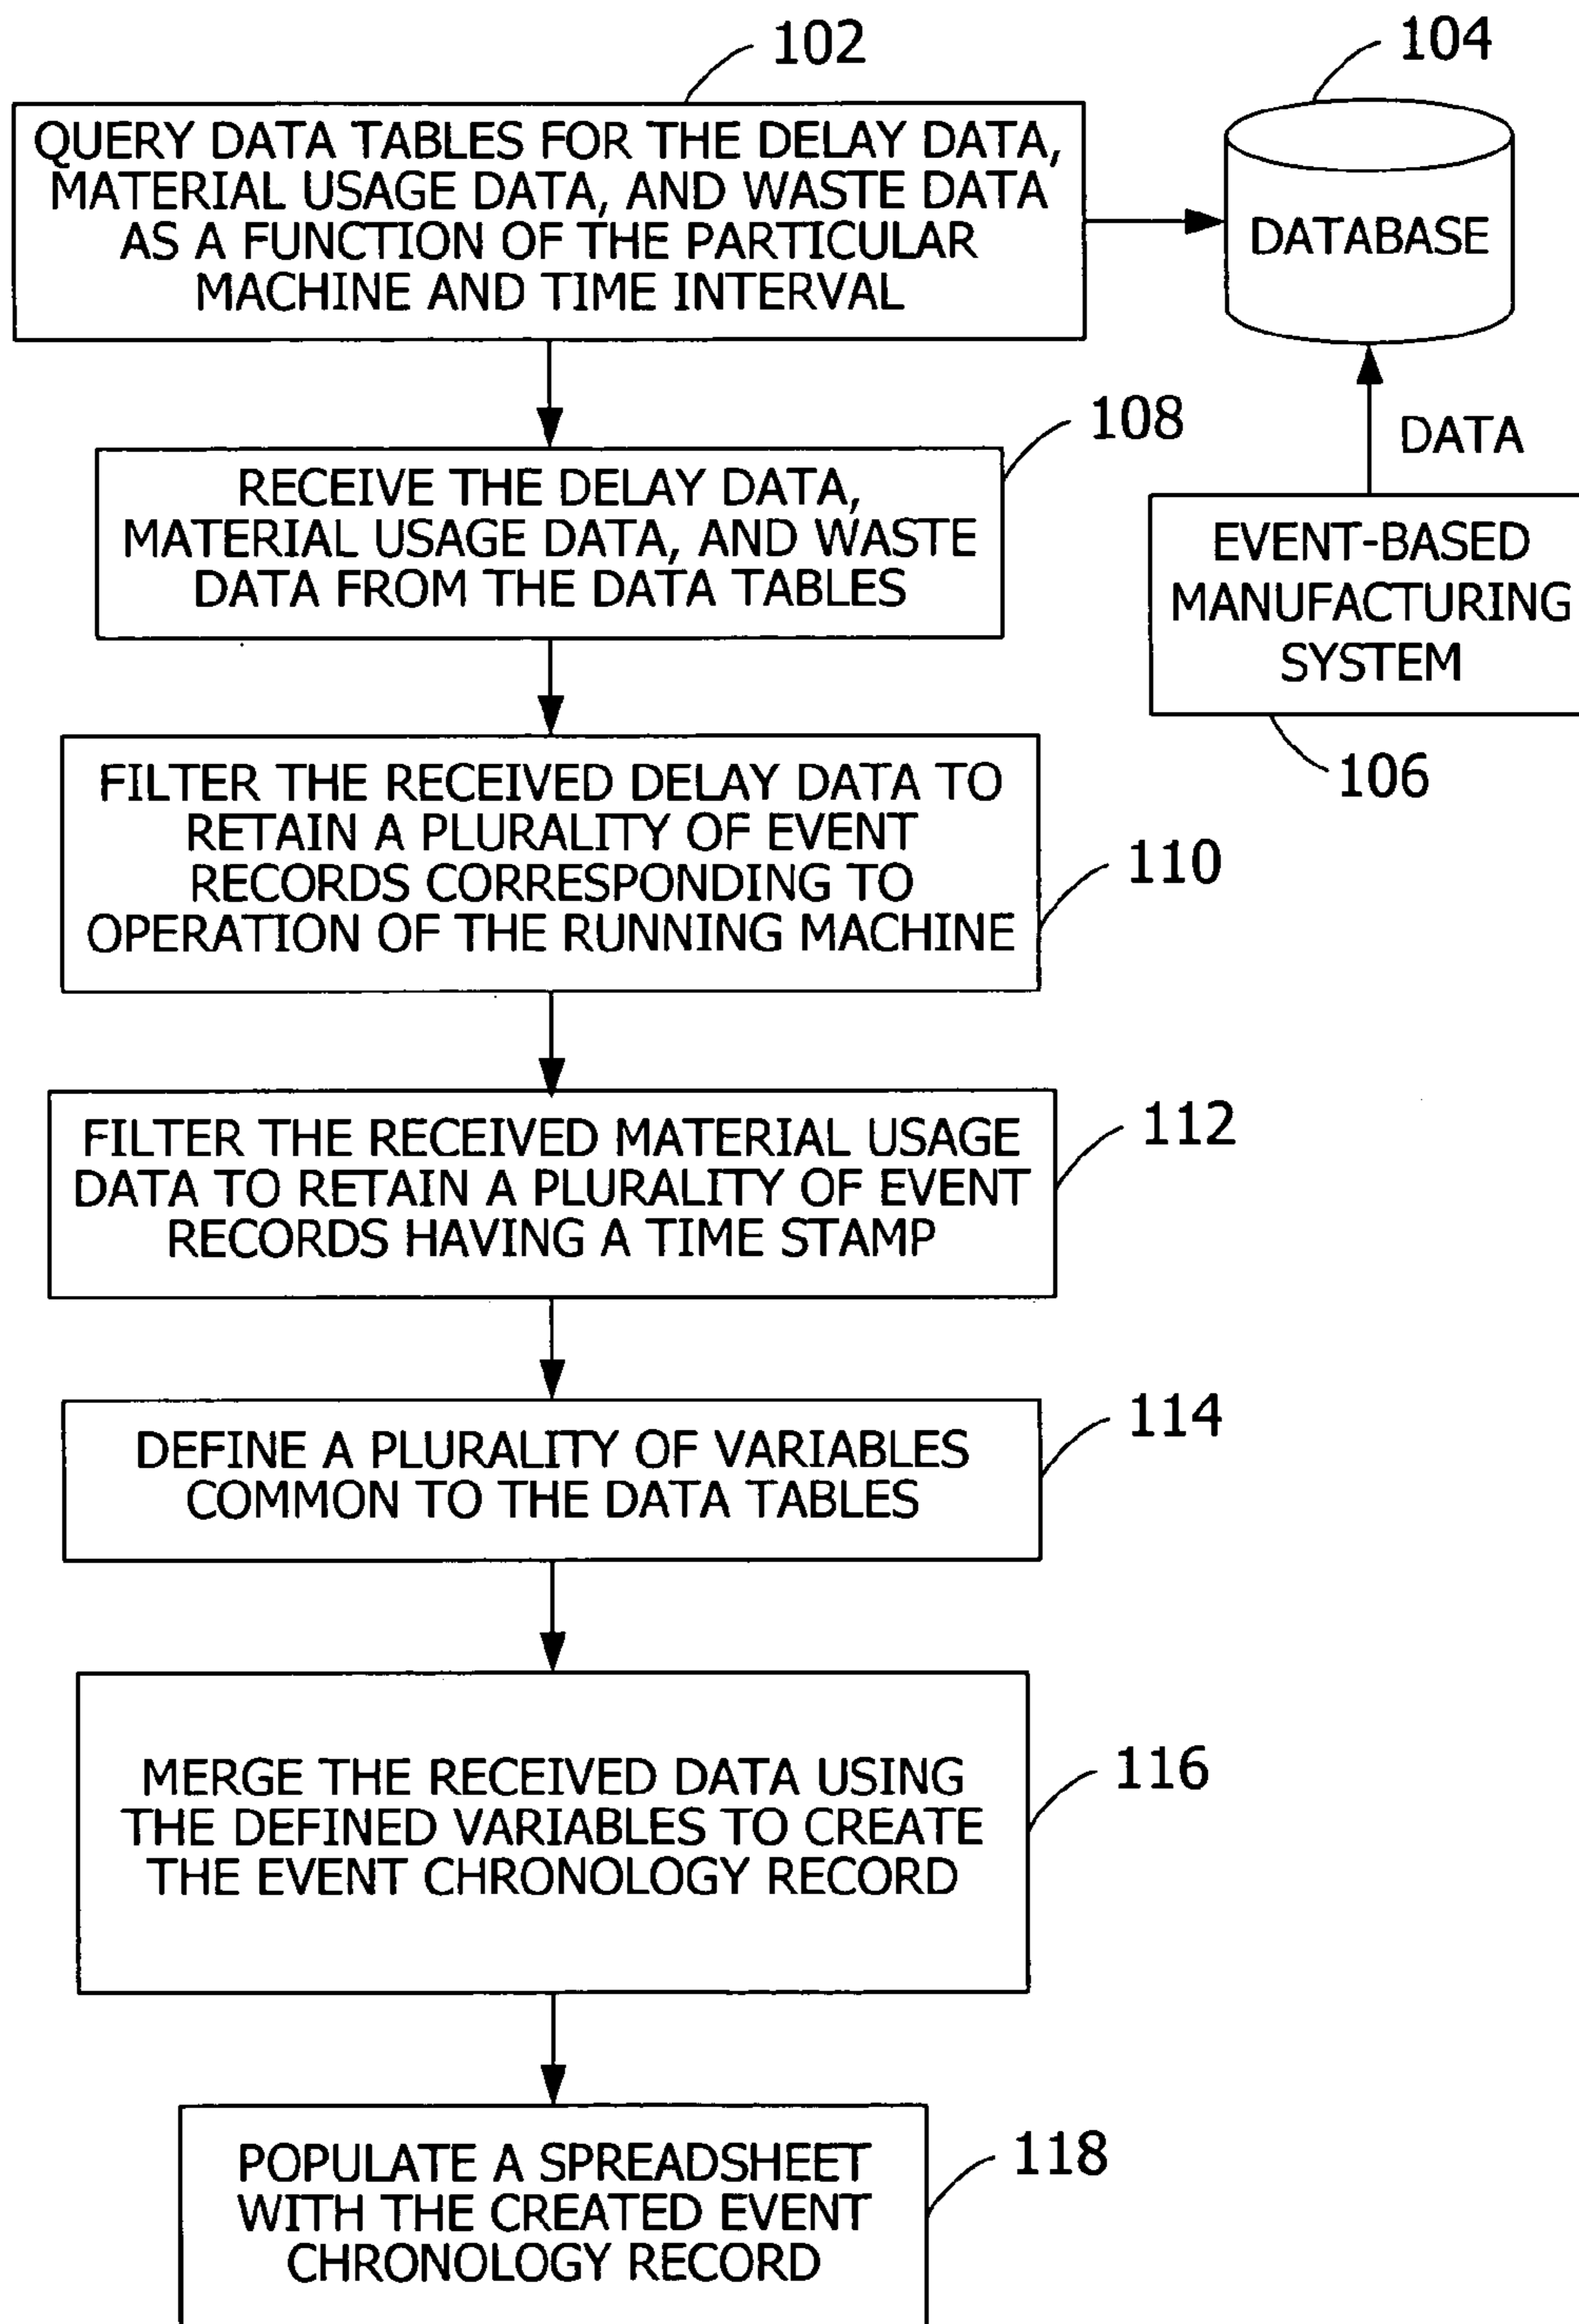 102
QUERY DATA TABLES FOR THE DELAY DATA,
MATERIAL USAGE DATA, AND WASTE DATA
AS A FUNCTION OF THE PARTICULAR
MACHINE AND TIME INTERVAL
104
DATABASE
DATA
EVENT-BASED
MANUFACTURING
SYSTEM
106
108
RECEIVE THE DELAY DATA,
MATERIAL USAGE DATA, AND WASTE
DATA FROM THE DATA TABLES
FILTER THE RECEIVED DELAY DATA TO
RETAIN A PLURALITY OF EVENT
RECORDS CORRESPONDING TO
OPERATION OF THE RUNNING MACHINE
110
FILTER THE RECEIVED MATERIAL USAGE
DATA TO RETAIN A PLURALITY OF EVENT
RECORDS HAVING A TIME STAMP
112
DEFINE A PLURALITY OF VARIABLES
COMMON TO THE DATA TABLES
114
MERGE THE RECEIVED DATA USING
THE DEFINED VARIABLES TO CREATE
THE EVENT CHRONOLOGY RECORD
116
POPULATE A SPREADSHEET
WITH THE CREATED EVENT
CHRONOLOGY RECORD
118